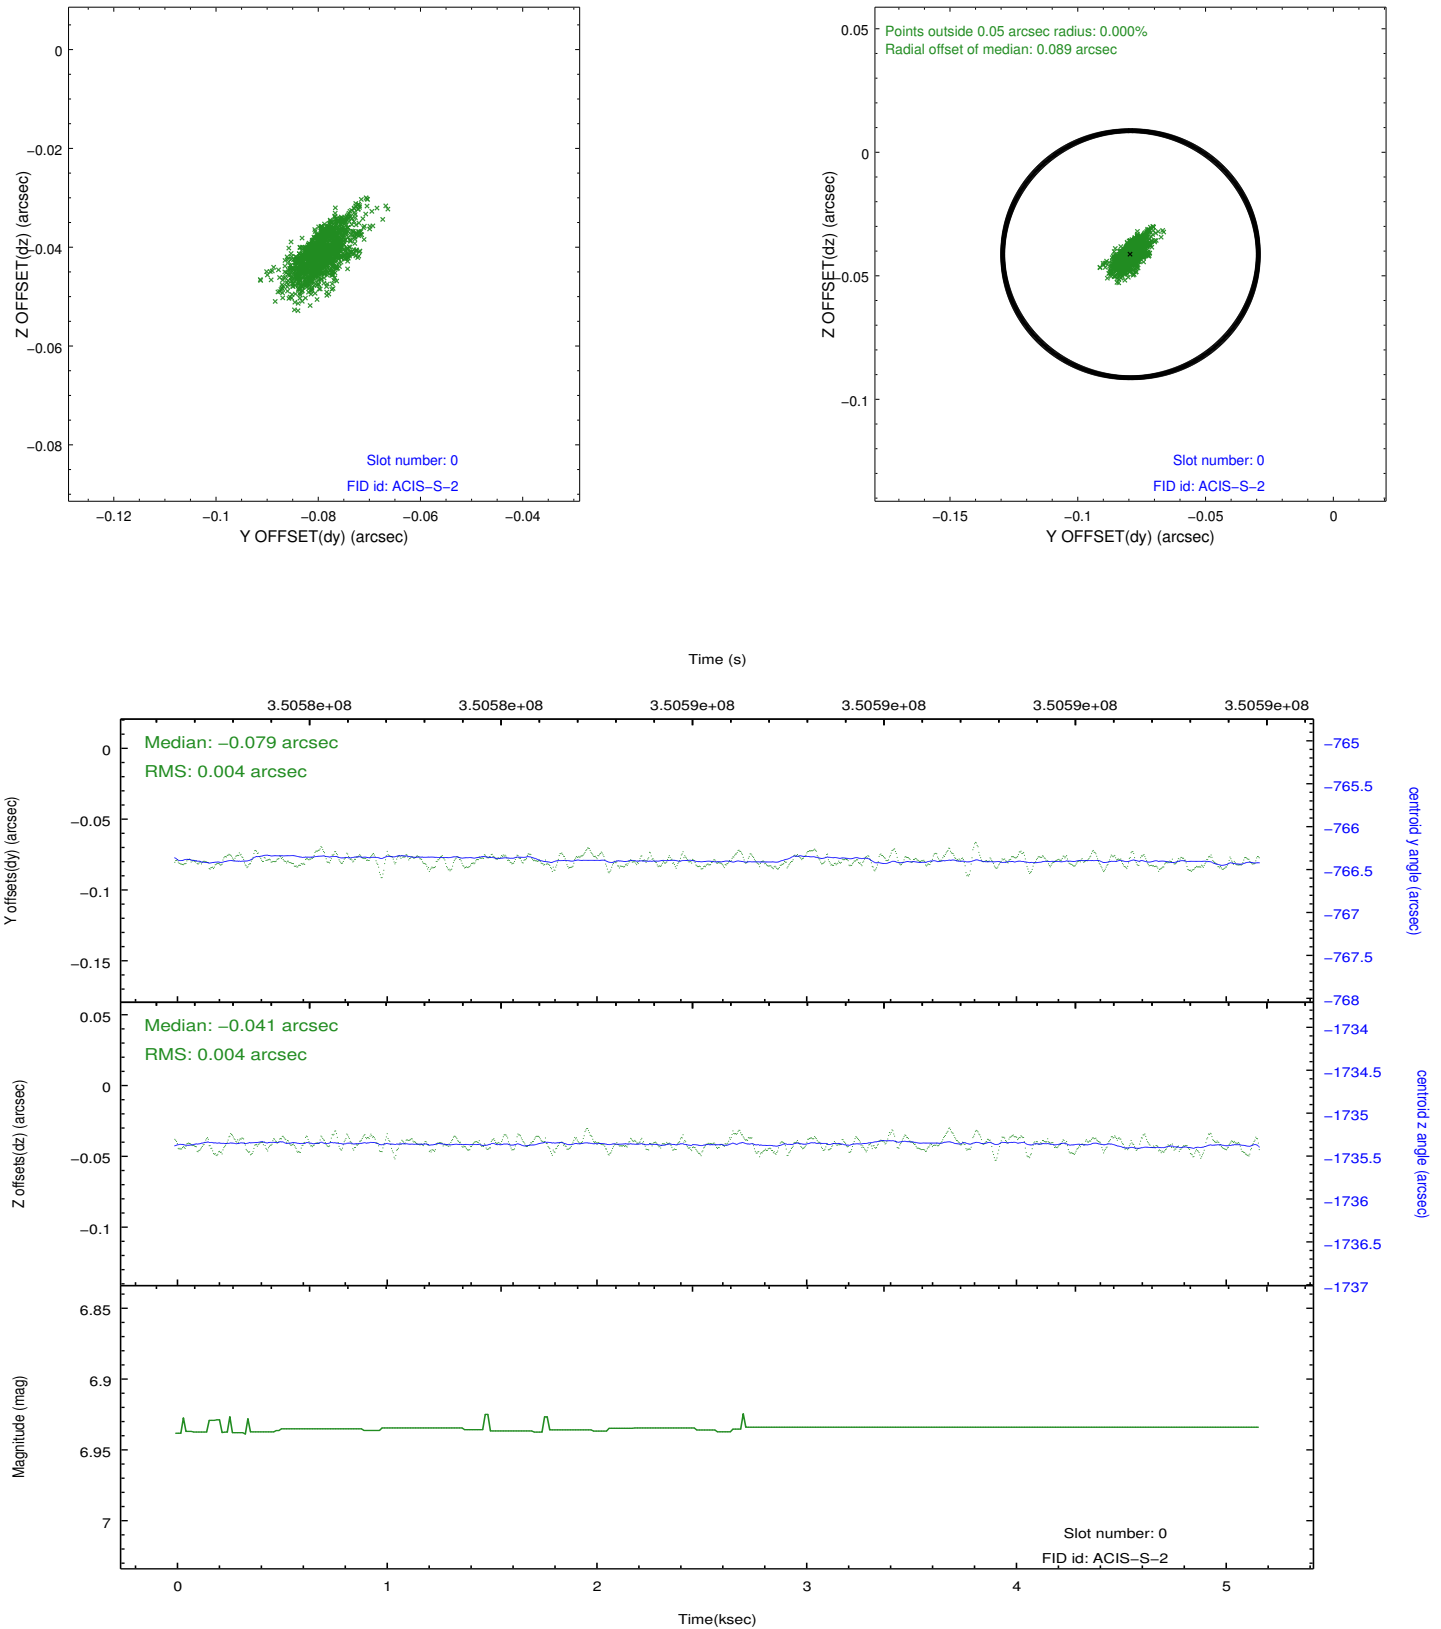 0
−0.02
−0.04
−0.06
−0.08
Z OFFSET(dz) (arcsec)
Slot number: 0
FID id: ACIS−S−2
−0.12
−0.1
−0.08
−0.06
−0.04
Y OFFSET(dy) (arcsec)
Points outside 0.05 arcsec radius: 0.000%
Radial offset of median: 0.089 arcsec
0.05
0
−0.05
−0.1
Z OFFSET(dz) (arcsec)
Slot number: 0
FID id: ACIS−S−2
−0.15
−0.1
−0.05
0
Y OFFSET(dy) (arcsec)
Time (s)
3.5058e+08
3.5058e+08
3.5059e+08
3.5059e+08
3.5059e+08
3.5059e+08
Median: −0.079 arcsec
RMS: 0.004 arcsec
0
−0.05
−0.1
−0.15
Y offsets(dy) (arcsec)
−765
−765.5
−766
−766.5
−767
−767.5
−768
centroid y angle (arcsec)
Median: −0.041 arcsec
RMS: 0.004 arcsec
0.05
0
−0.05
−0.1
Z offsets(dz) (arcsec)
−1734
−1734.5
−1735
−1735.5
−1736
−1736.5
−1737
centroid z angle (arcsec)
6.85
6.9
6.95
7
Magnitude (mag)
Slot number: 0
FID id: ACIS−S−2
0
1
2
3
4
5
Time(ksec)